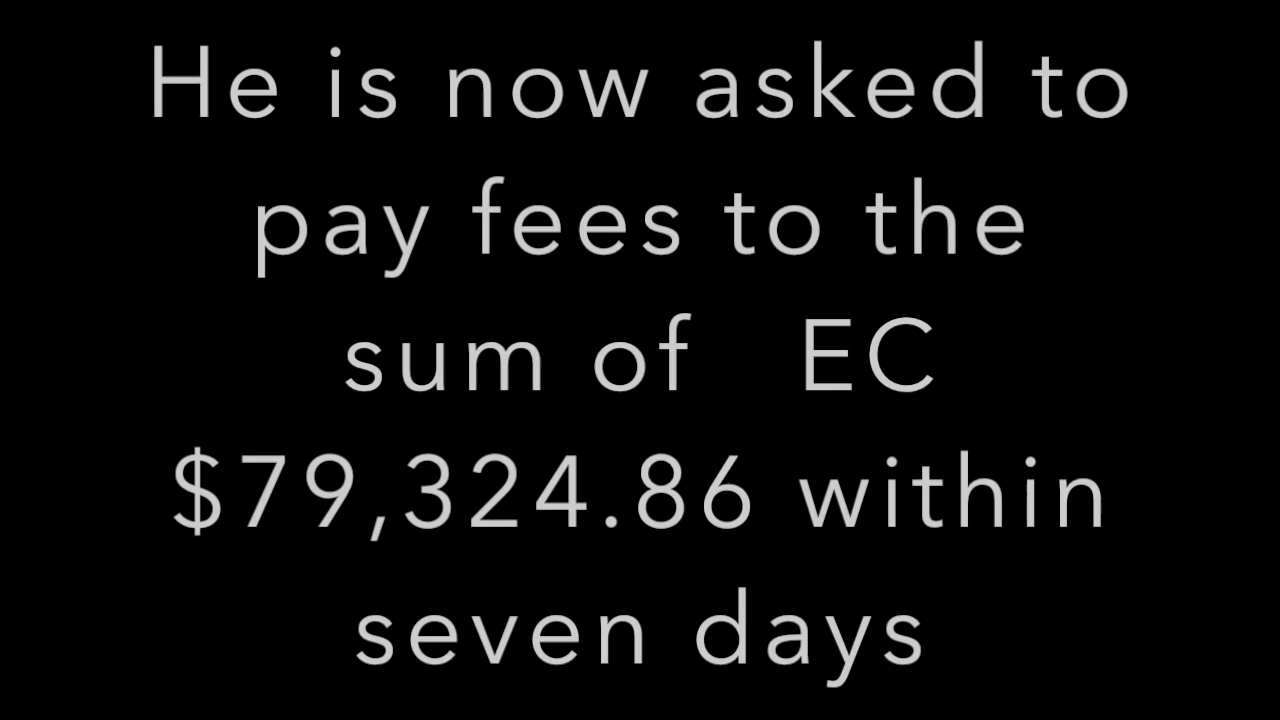 He is now asked to
pay fees to the
sum of EC
$79,324.86 within
seven days